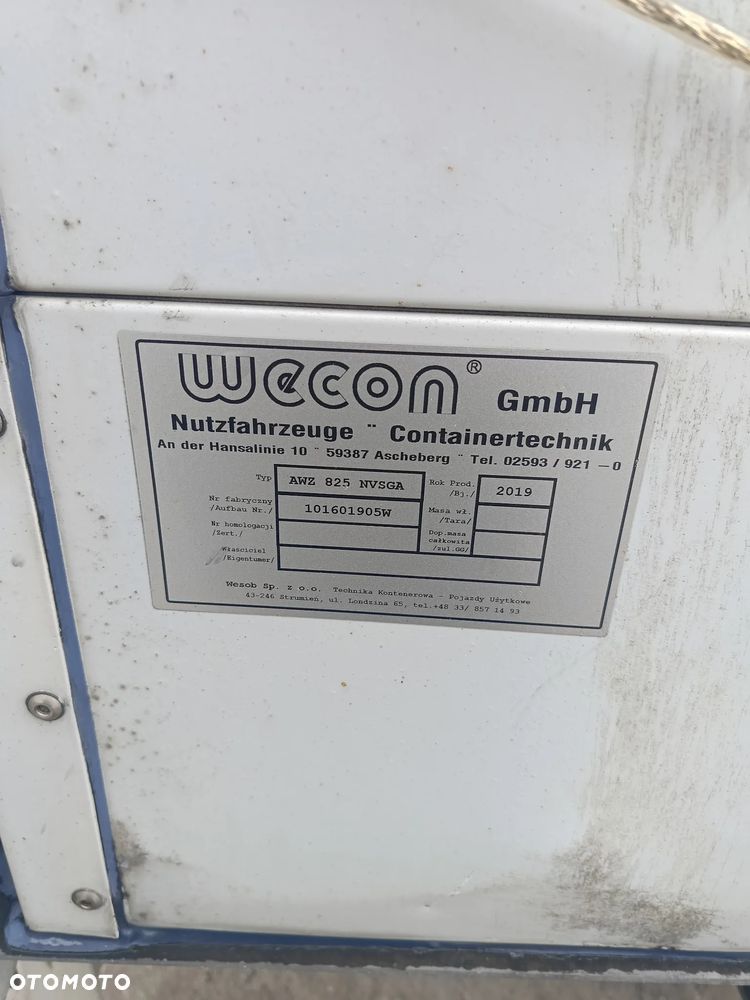 wecon® GmbH
Nutzfahrzeuge ¨ Containertechnik
An der Hansalinie 10 ¨ 59387 Ascheberg ¨ Tel. 02593 / 921 – 0
Typ AWZ 825 NVSGA Rok Prod. /Bj./ 2019
Nr fabryczny /Aufbau Nr./ 101601905W Masa wł. /Tara/
Nr homologacji /Zert./ Dop.masa całkowita /zul.GG/
Właściciel /Eigentumer/
Wesob Sp. z o.o. Technika Kontenerowa – Pojazdy Użytkowe
43-246 Strumień, ul. Londzina 65, tel.+48 33/ 857 14 93
OTOMOTO